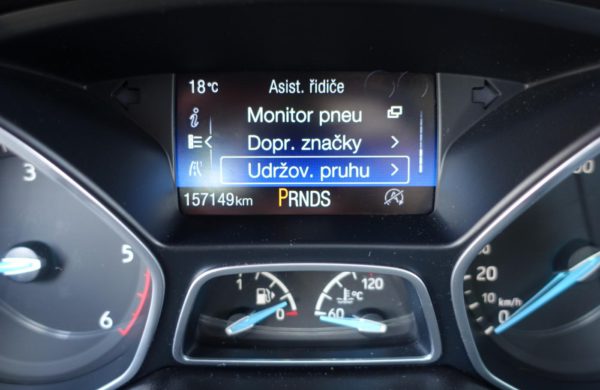 18°C Asist. řidiče
Monitor pneu
Dopr. značky
Udržov. pruhu
157149km PRNDS
3
5
6
1 0
60 °C 120
20
10 km/h
0